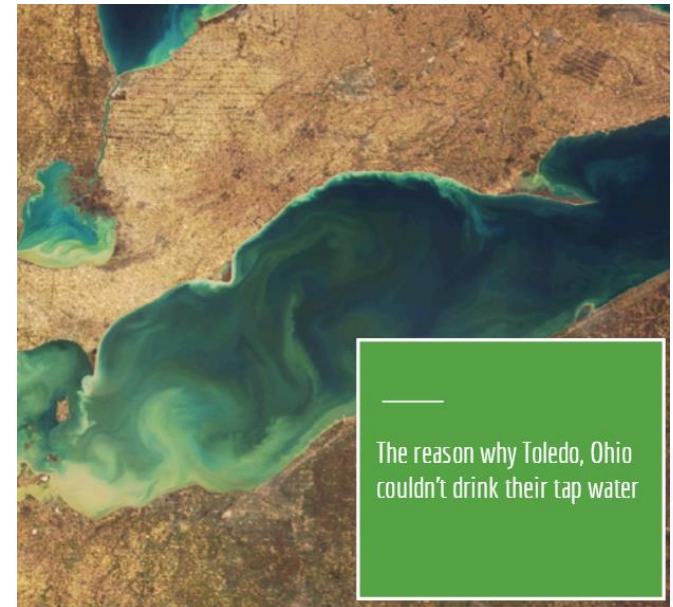 The reason why Toledo, Ohio
couldn't drink their tap water